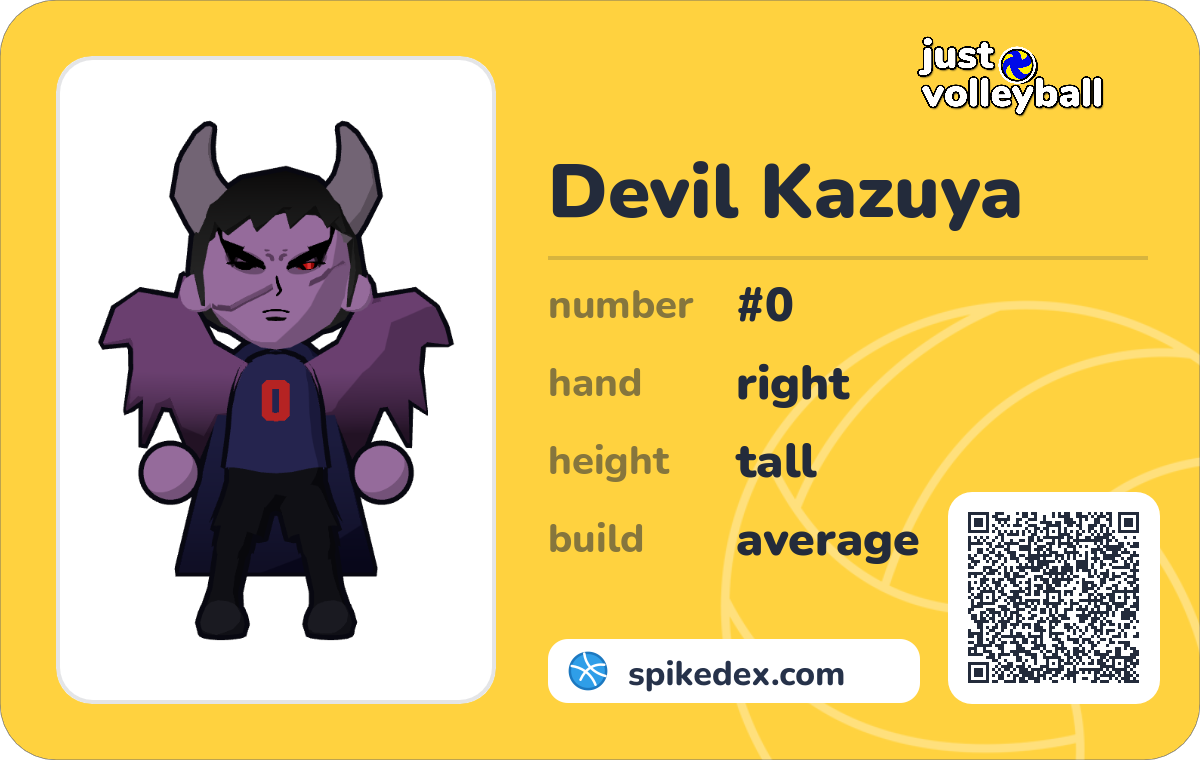 just
volleyball
Devil Kazuya
number #0
hand right
height tall
build average
0
spikedex.com